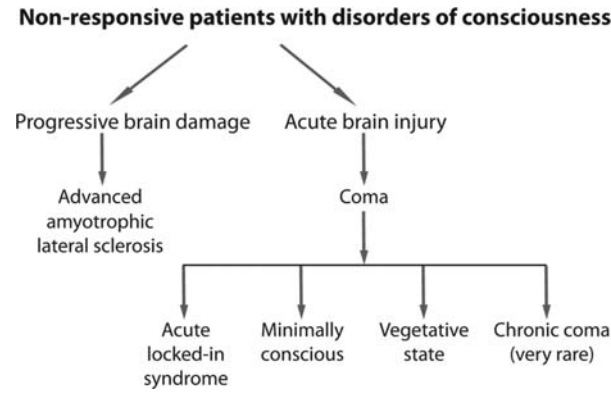 Non-responsive patients with disorders of consciousness
Progressive brain damage
Acute brain injury
Advanced
amyotrophic
lateral sclerosis
Coma
Acute
locked-in
syndrome
Minimally
conscious
Vegetative
state
Chronic coma
(very rare)